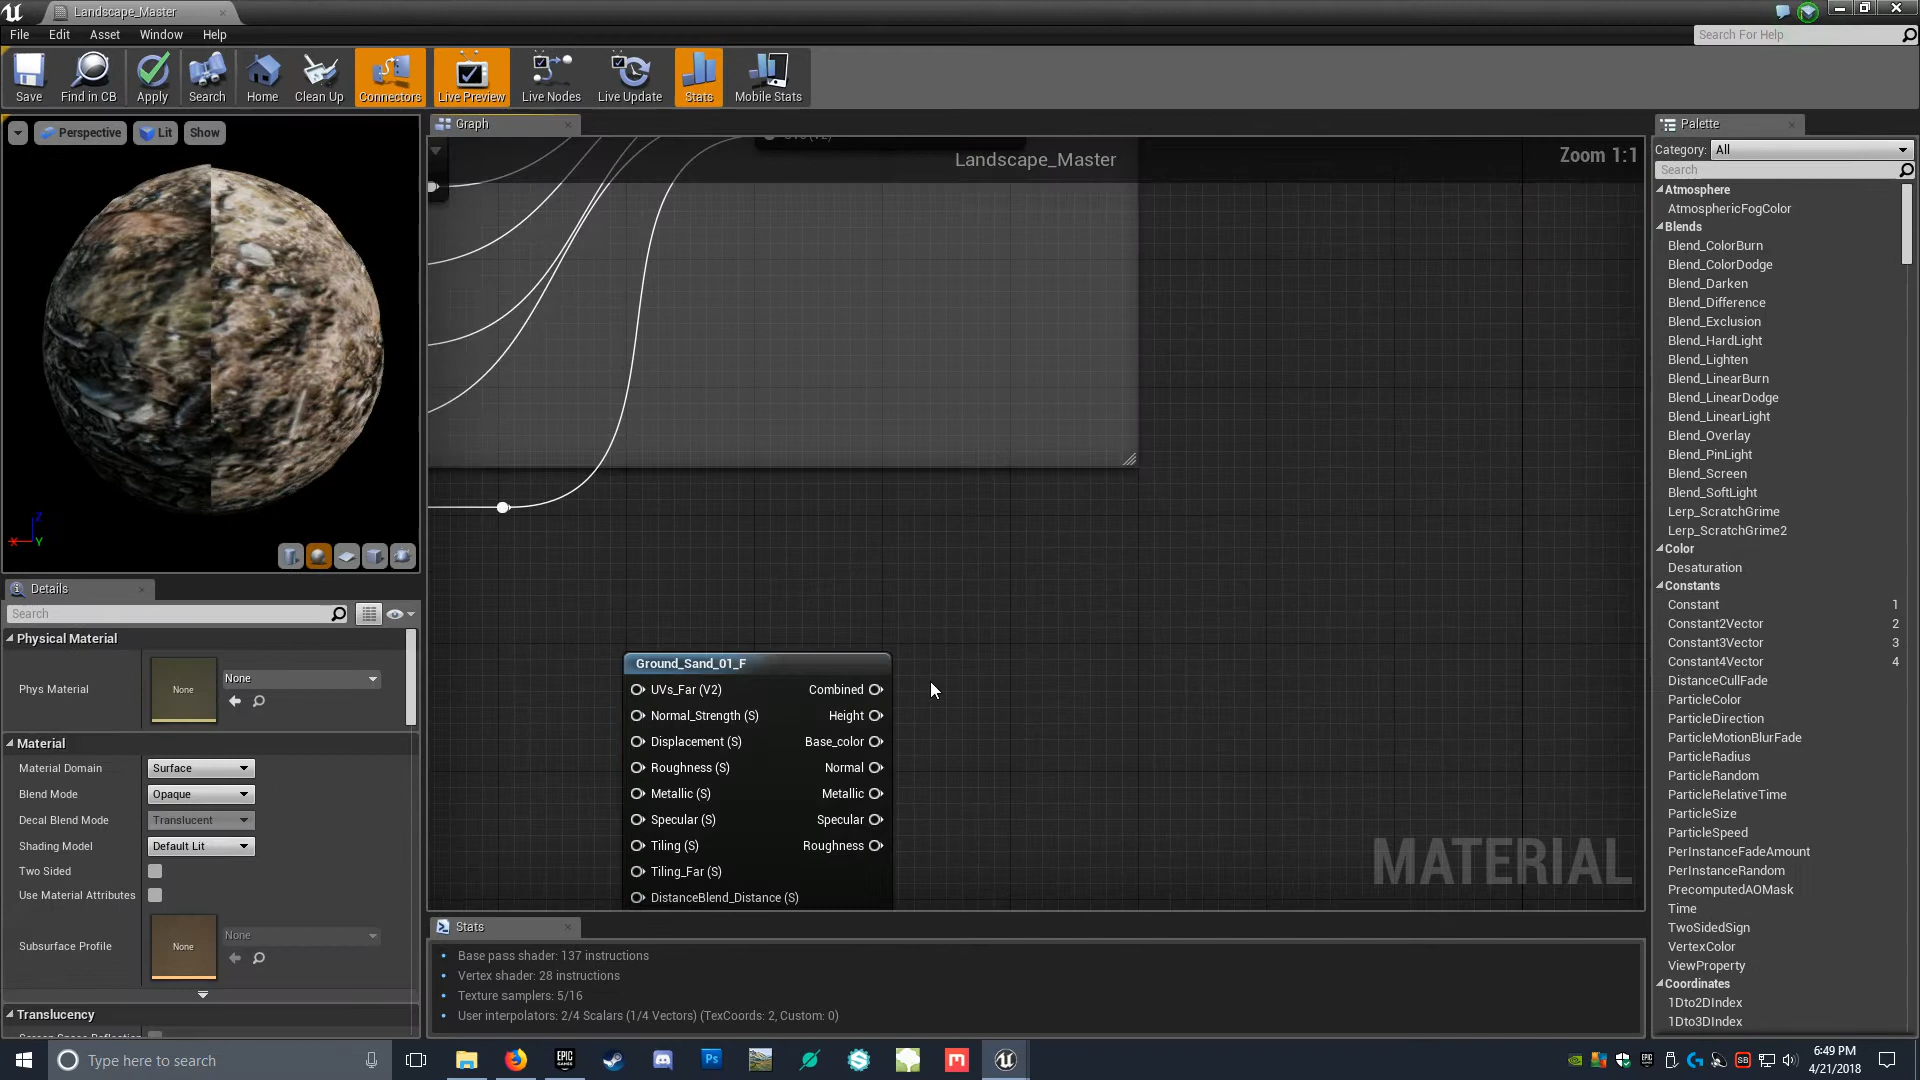 Landscape_Master
File Edit Asset Window Help
Search For Help
Save Find in CB Apply Search Home Clean Up Connectors Live Preview Live Nodes Live Update Stats Mobile Stats
Perspective Lit Show
Graph
Landscape_Master
Zoom 1:1
X Z Y
Ground_Sand_01_F
UVs_Far (V2) Combined
Normal_Strength (S) Height
Displacement (S) Base_color
Roughness (S) Normal
Metallic (S) Metallic
Specular (S) Specular
Tiling (S) Roughness
Tiling_Far (S)
DistanceBlend_Distance (S)
MATERIAL
Details
Search
Physical Material
Phys Material None None
Material
Material Domain Surface
Blend Mode Opaque
Decal Blend Mode Translucent
Shading Model Default Lit
Two Sided
Use Material Attributes
Subsurface Profile None None
Translucency
Stats
Base pass shader: 137 instructions
Vertex shader: 28 instructions
Texture samplers: 5/16
User interpolators: 2/4 Scalars (1/4 Vectors) (TexCoords: 2, Custom: 0)
Palette
Category: All
Search
Atmosphere
AtmosphericFogColor
Blends
Blend_ColorBurn
Blend_ColorDodge
Blend_Darken
Blend_Difference
Blend_Exclusion
Blend_HardLight
Blend_Lighten
Blend_LinearBurn
Blend_LinearDodge
Blend_LinearLight
Blend_Overlay
Blend_PinLight
Blend_Screen
Blend_SoftLight
Lerp_ScratchGrime
Lerp_ScratchGrime2
Color
Desaturation
Constants
Constant 1
Constant2Vector 2
Constant3Vector 3
Constant4Vector 4
DistanceCullFade
ParticleColor
ParticleDirection
ParticleMotionBlurFade
ParticleRadius
ParticleRandom
ParticleRelativeTime
ParticleSize
ParticleSpeed
PerInstanceFadeAmount
PerInstanceRandom
PrecomputedAOMask
Time
TwoSidedSign
VertexColor
ViewProperty
Coordinates
1Dto2DIndex
1Dto3DIndex
Type here to search
EPIC GAMES
Ps
SB
6:49 PM
4/21/2018